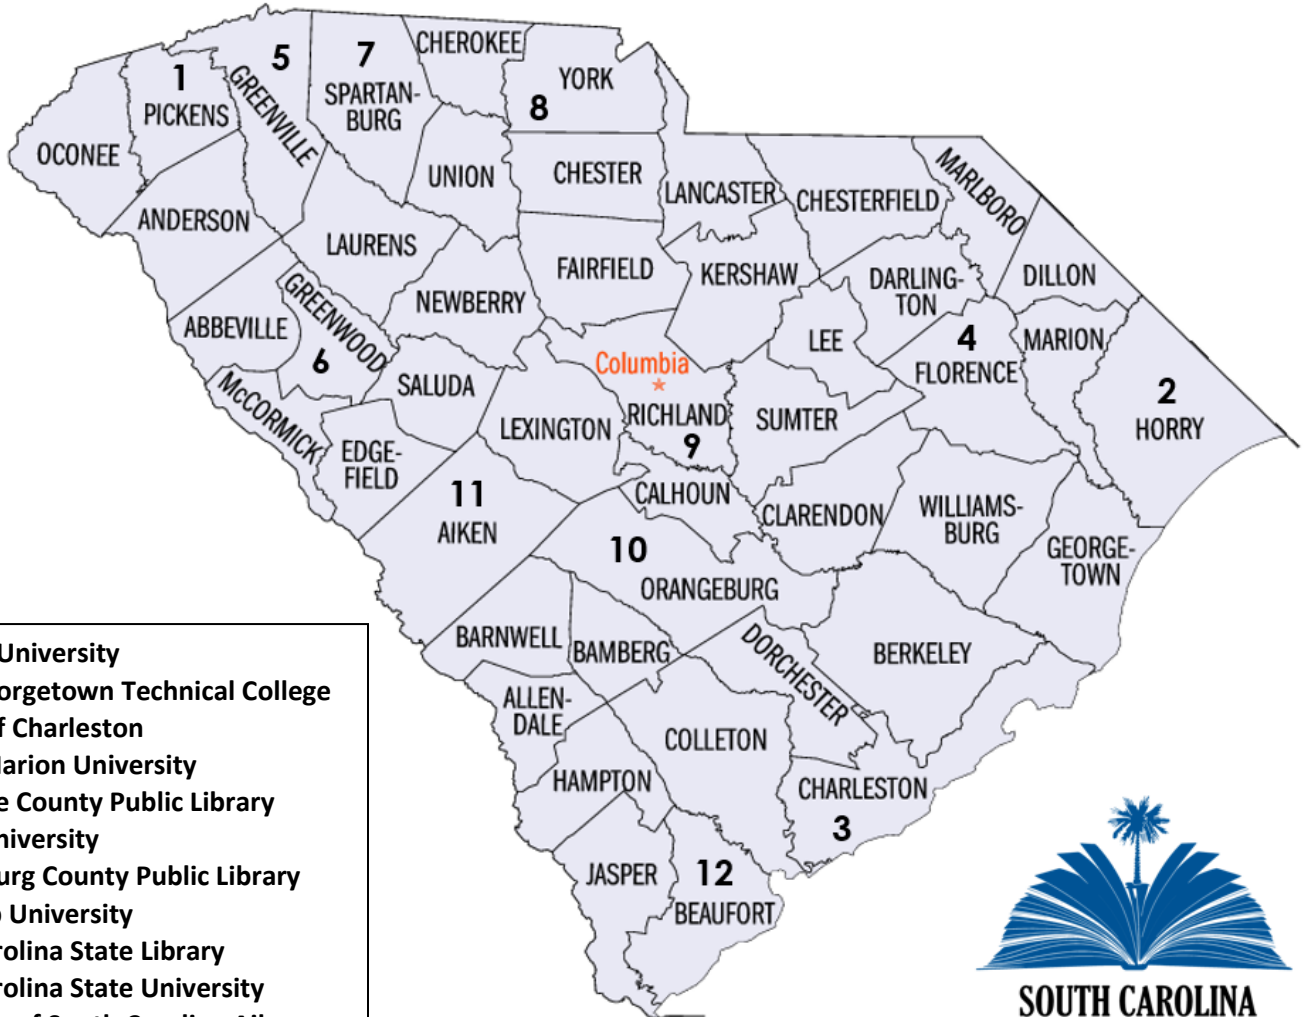 5
7
CHEROKEE
1
8
YORK
PICKENS
GREENVILLE
SPARTAN-
BURG
OCONEE
UNION
CHESTER
LANCASTER
CHESTERFIELD
MARLBORO
ANDERSON
LAURENS
FAIRFIELD
KERSHAW
DARLING-
TON
DILLON
NEWBERRY
ABBEVILLE
GREENWOOD
6
LEE
4
FLORENCE
MARION
2
HORRY
Columbia
RICHLAND
9
SALUDA
McCORMICK
LEXINGTON
SUMTER
EDGE-
FIELD
11
AIKEN
CALHOUN
CLARENDON
WILLIAMS-
BURG
GEORGE-
TOWN
10
ORANGEBURG
BARNWELL
BAMBERG
DORCHESTER
BERKELEY
ALLEN-
DALE
COLLETON
HAMPTON
CHARLESTON
3
JASPER
12
BEAUFORT
University
orgetown Technical College
f Charleston
arion University
e County Public Library
niversity
urg County Public Library
University
rolina State Library
rolina State University
SOUTH CAROLINA